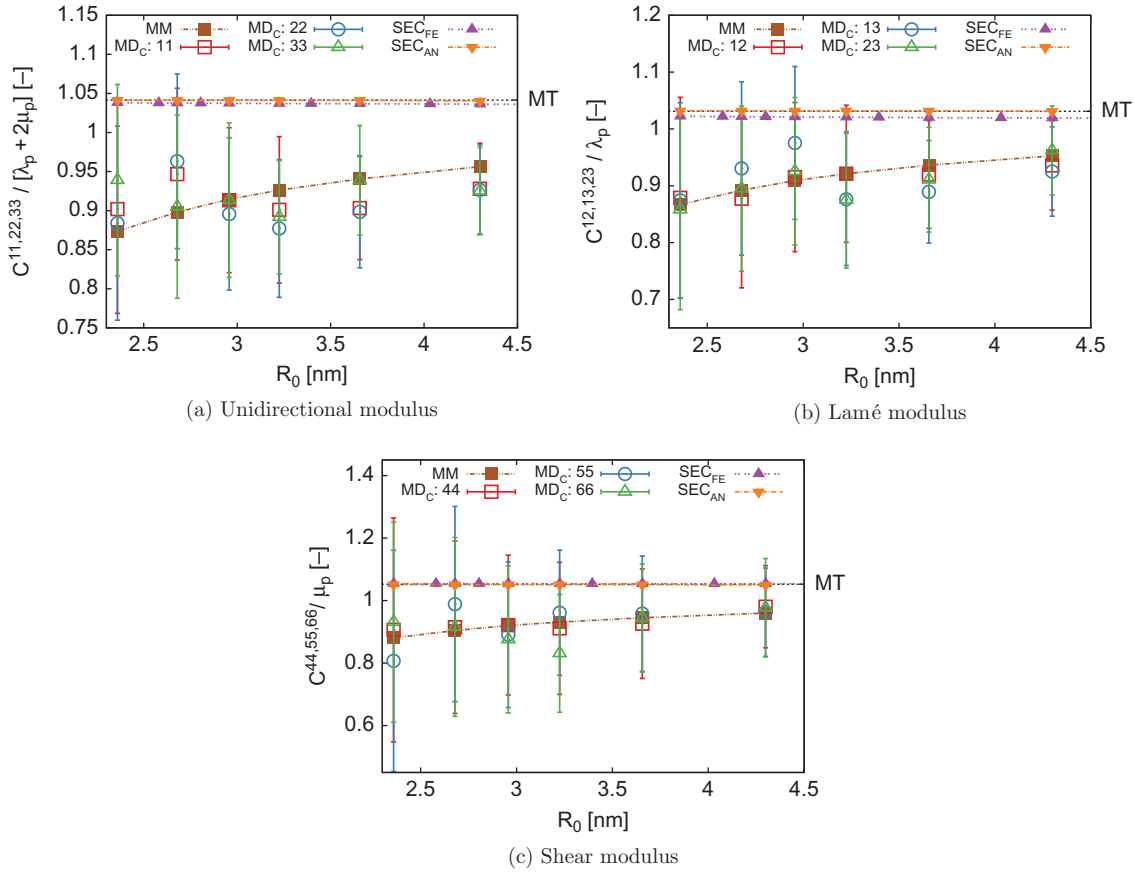 MM MD_C: 22 SEC_FE
MD_C: 11 MD_C: 33 SEC_AN
1.15
1.1
1.05
1
0.95
0.9
0.85
0.8
0.75
C^11,22,33 / [λ_p + 2μ_p] [–]
MT
2.5 3 3.5 4 4.5
R_0 [nm]
(a) Unidirectional modulus
MM MD_C: 13 SEC_FE
MD_C: 12 MD_C: 23 SEC_AN
1.2
1.1
1
0.9
0.8
0.7
C^12,13,23 / λ_p [–]
MT
2.5 3 3.5 4 4.5
R_0 [nm]
(b) Lamé modulus
MM MD_C: 55 SEC_FE
MD_C: 44 MD_C: 66 SEC_AN
1.4
1.2
1
0.8
0.6
C^44,55,66 / μ_p [–]
MT
2.5 3 3.5 4 4.5
R_0 [nm]
(c) Shear modulus